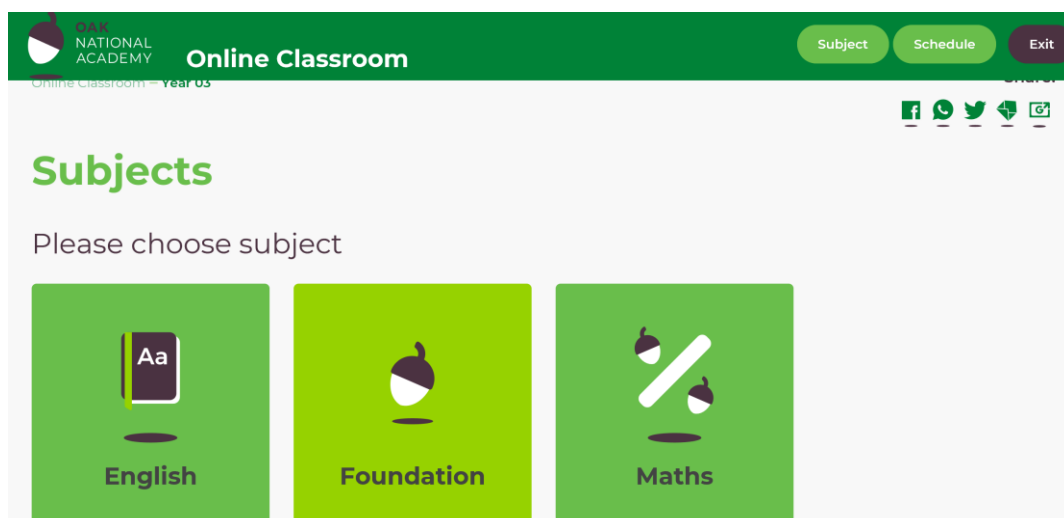 OAK
NATIONAL
ACADEMY
Online Classroom
Subject
Schedule
Exit
Online Classroom – Year 03
Share:
Subjects
Please choose subject
Aa
English
Foundation
Maths